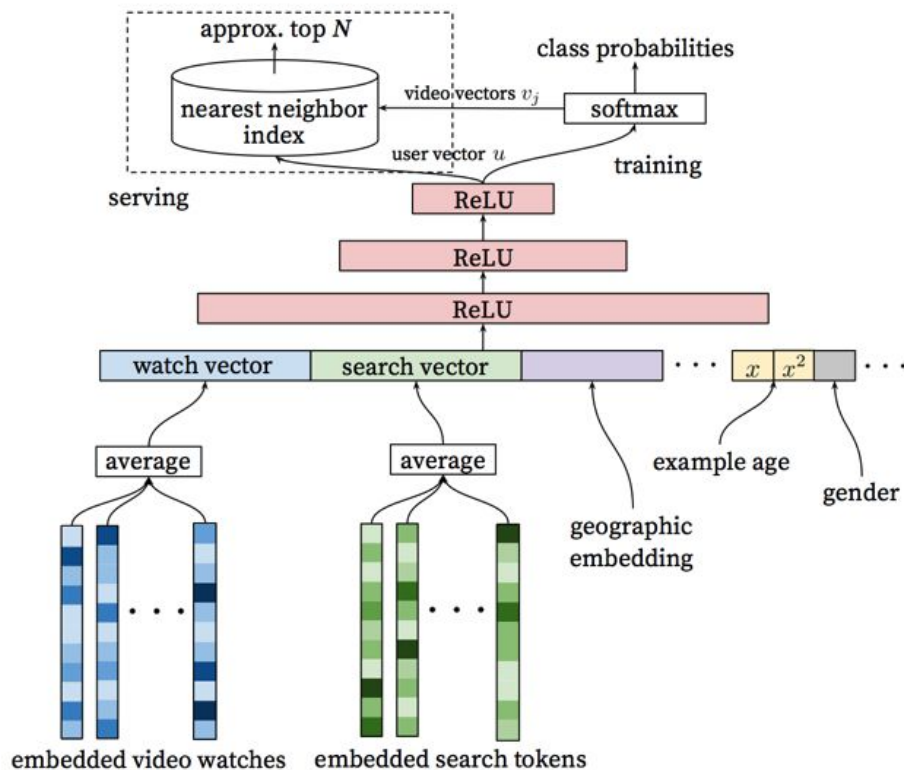 approx. top N
class probabilities
nearest neighbor
index
video vectors v_j
softmax
user vector u
training
serving
ReLU
ReLU
ReLU
watch vector
search vector
x
x²
average
average
example age
gender
geographic
embedding
embedded video watches
embedded search tokens